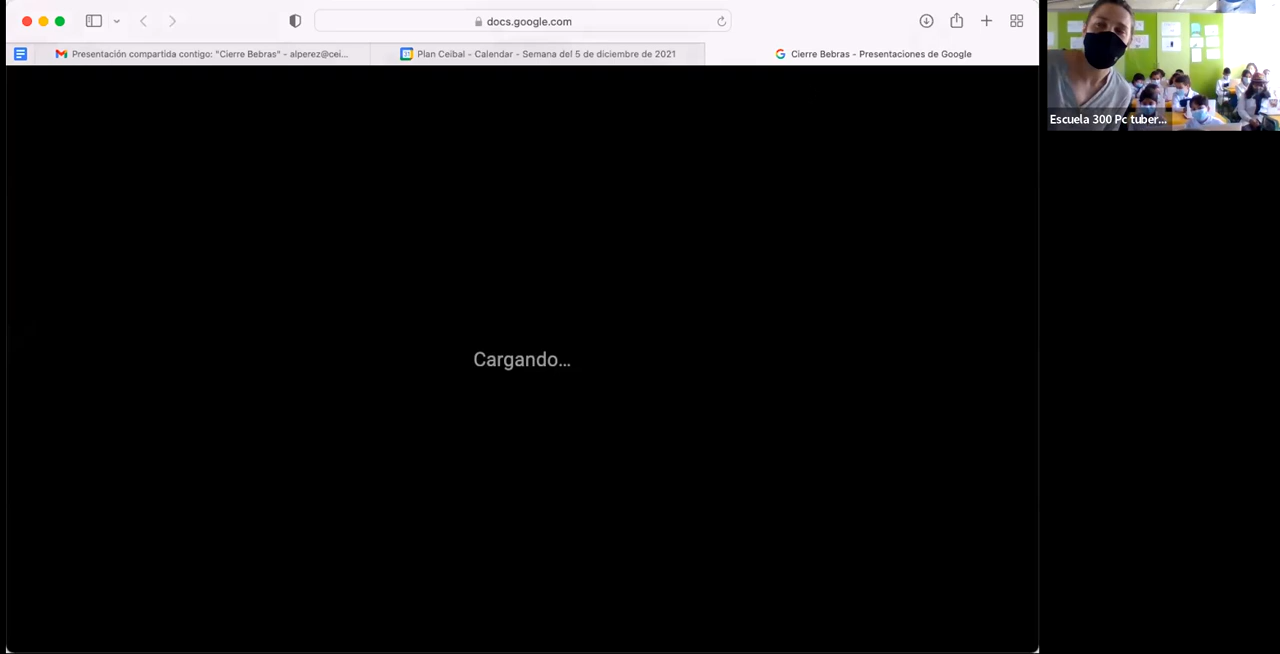 docs.google.com
Presentación compartida contigo: "Cierre Bebras" - alperez@cei...
Plan Ceibal - Calendar - Semana del 5 de diciembre de 2021
Cierre Bebras - Presentaciones de Google
Escuela 300 Pc tuber...
Cargando...